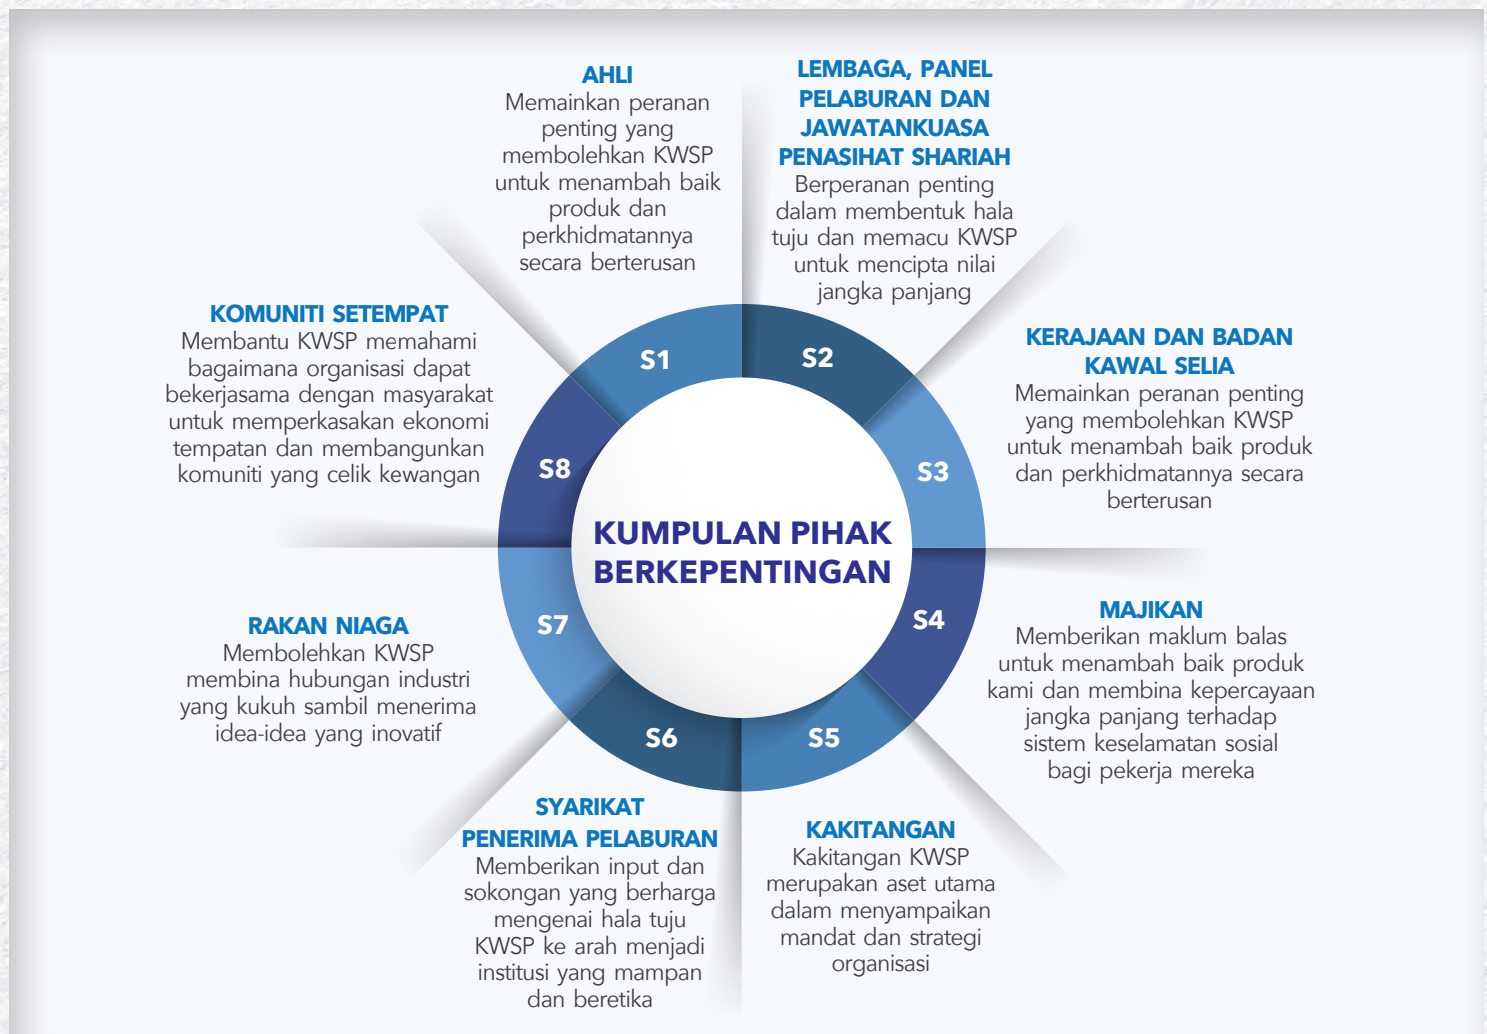 AHLI
Memainkan peranan
penting yang
membolehkan KWSP
untuk menambah baik
produk dan
perkhidmatannya
secara berterusan
LEMBAGA, PANEL
PELABURAN DAN
JAWATANKUASA
PENASIHAT SHARIAH
Berperanan penting
dalam membentuk hala
tuju dan memacu KWSP
untuk mencipta nilai
jangka panjang
KERAJAAN DAN BADAN
KAWAL SELIA
Memainkan peranan penting
yang membolehkan KWSP
untuk menambah baik produk
dan perkhidmatannya secara
berterusan
MAJIKAN
Memberikan maklum balas
untuk menambah baik produk
kami dan membina kepercayaan
jangka panjang terhadap
sistem keselamatan sosial
bagi pekerja mereka
KAKITANGAN
Kakitangan KWSP
merupakan aset utama
dalam menyampaikan
mandat dan strategi
organisasi
SYARIKAT
PENERIMA PELABURAN
Memberikan input dan
sokongan yang berharga
mengenai hala tuju
KWSP ke arah menjadi
institusi yang mampan
dan beretika
RAKAN NIAGA
Membolehkan KWSP
membina hubungan industri
yang kukuh sambil menerima
idea-idea yang inovatif
KOMUNITI SETEMPAT
Membantu KWSP memahami
bagaimana organisasi dapat
bekerjasama dengan masyarakat
untuk memperkasakan ekonomi
tempatan dan membangunkan
komuniti yang celik kewangan
S1
S2
S3
S4
S5
S6
S7
S8
KUMPULAN PIHAK
BERKEPENTINGAN